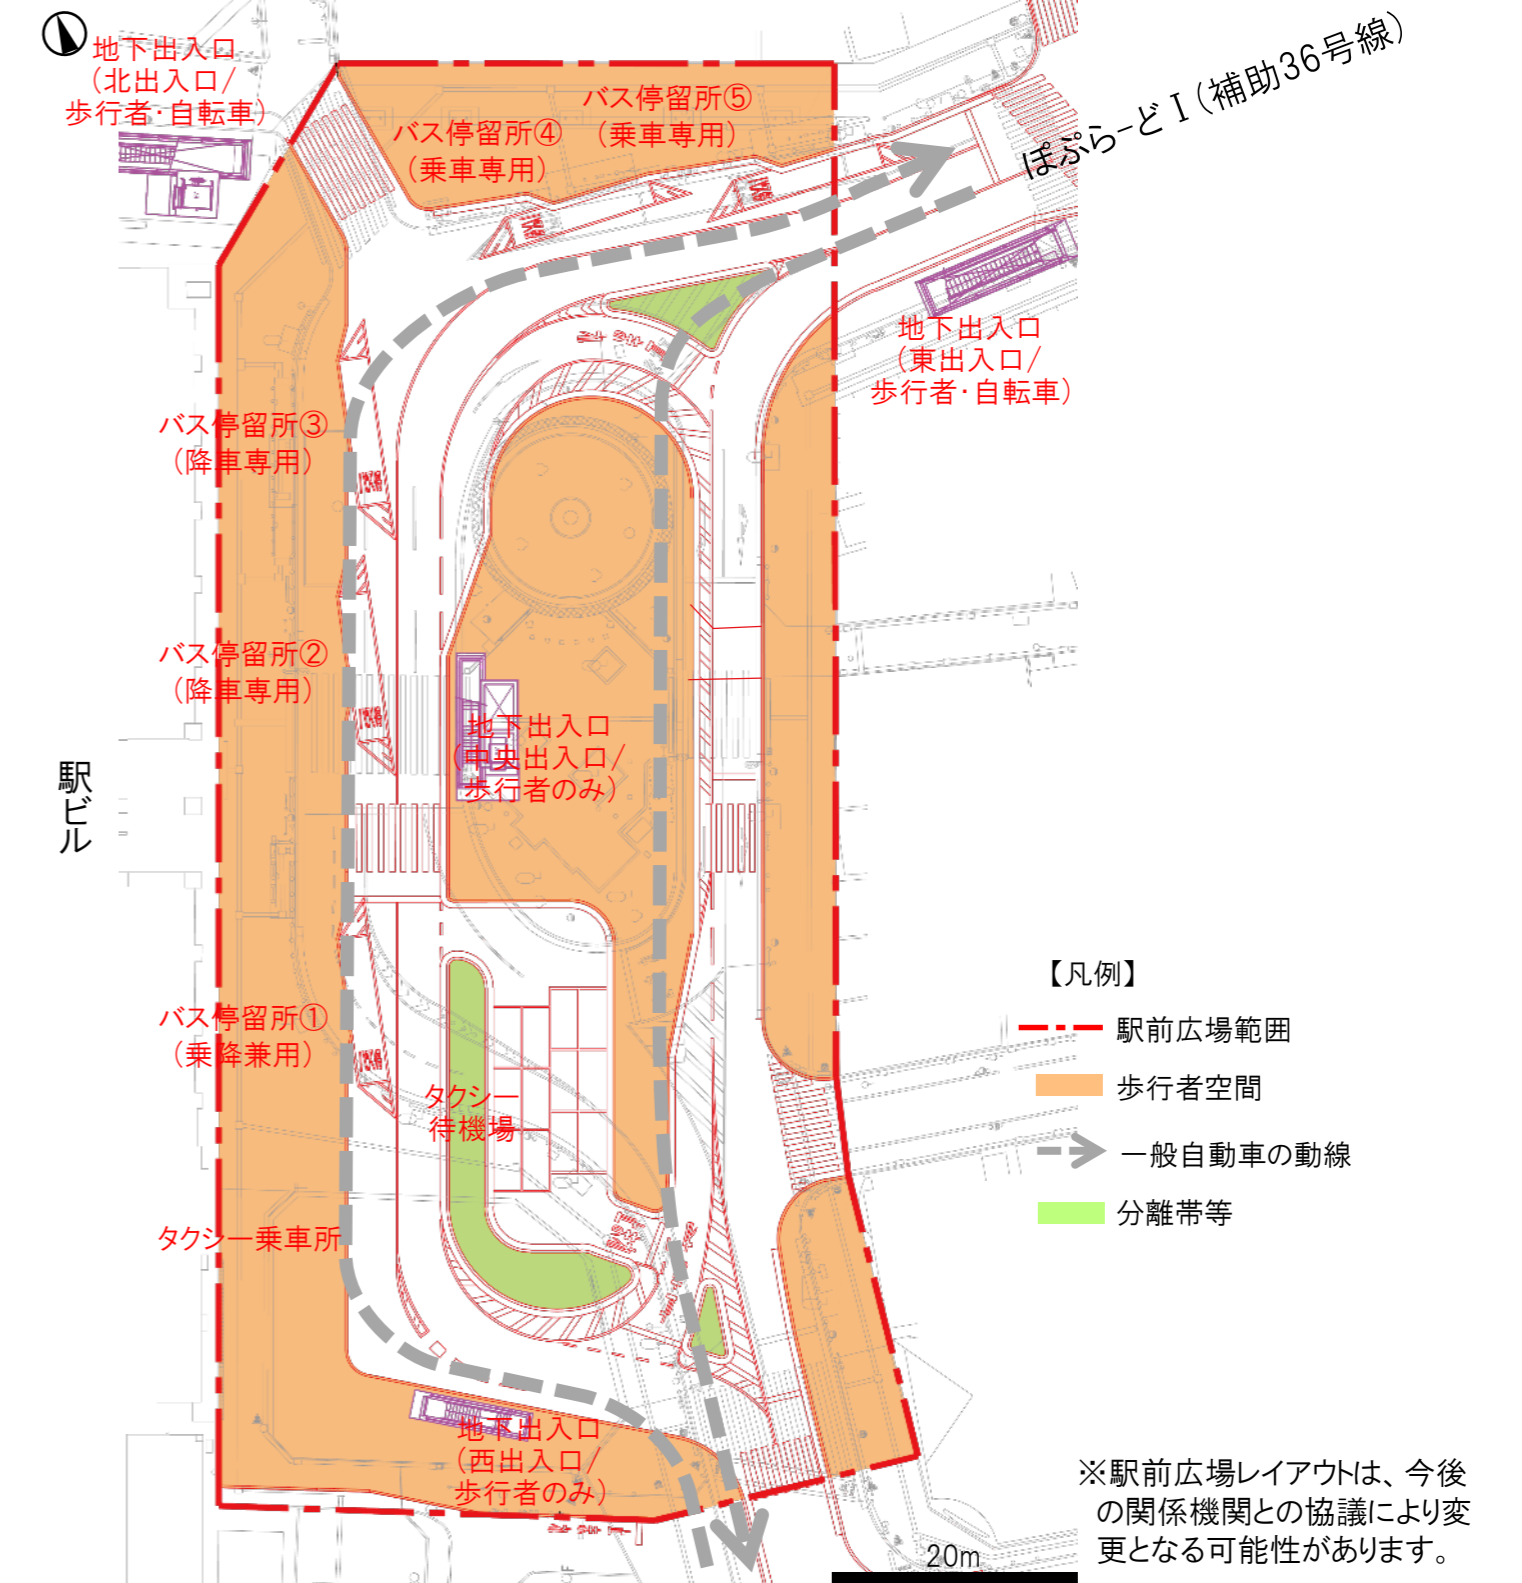 地下出入口
（北出入口/
歩行者・自転車）
バス停留所⑤
（乗車専用）
バス停留所④
（乗車専用）
ぽぷらーどⅠ（補助36号線）
地下出入口
（東出入口/
歩行者・自転車）
バス停留所③
（降車専用）
バス停留所②
（降車専用）
地下出入口
（中央出入口/
歩行者のみ）
駅ビル
バス停留所①
（乗降兼用）
タクシー
待機場
タクシー乗車所
地下出入口
（西出入口/
歩行者のみ）
【凡例】
駅前広場範囲
歩行者空間
一般自動車の動線
分離帯等
※駅前広場レイアウトは、今後
の関係機関との協議により変
更となる可能性があります。
20m